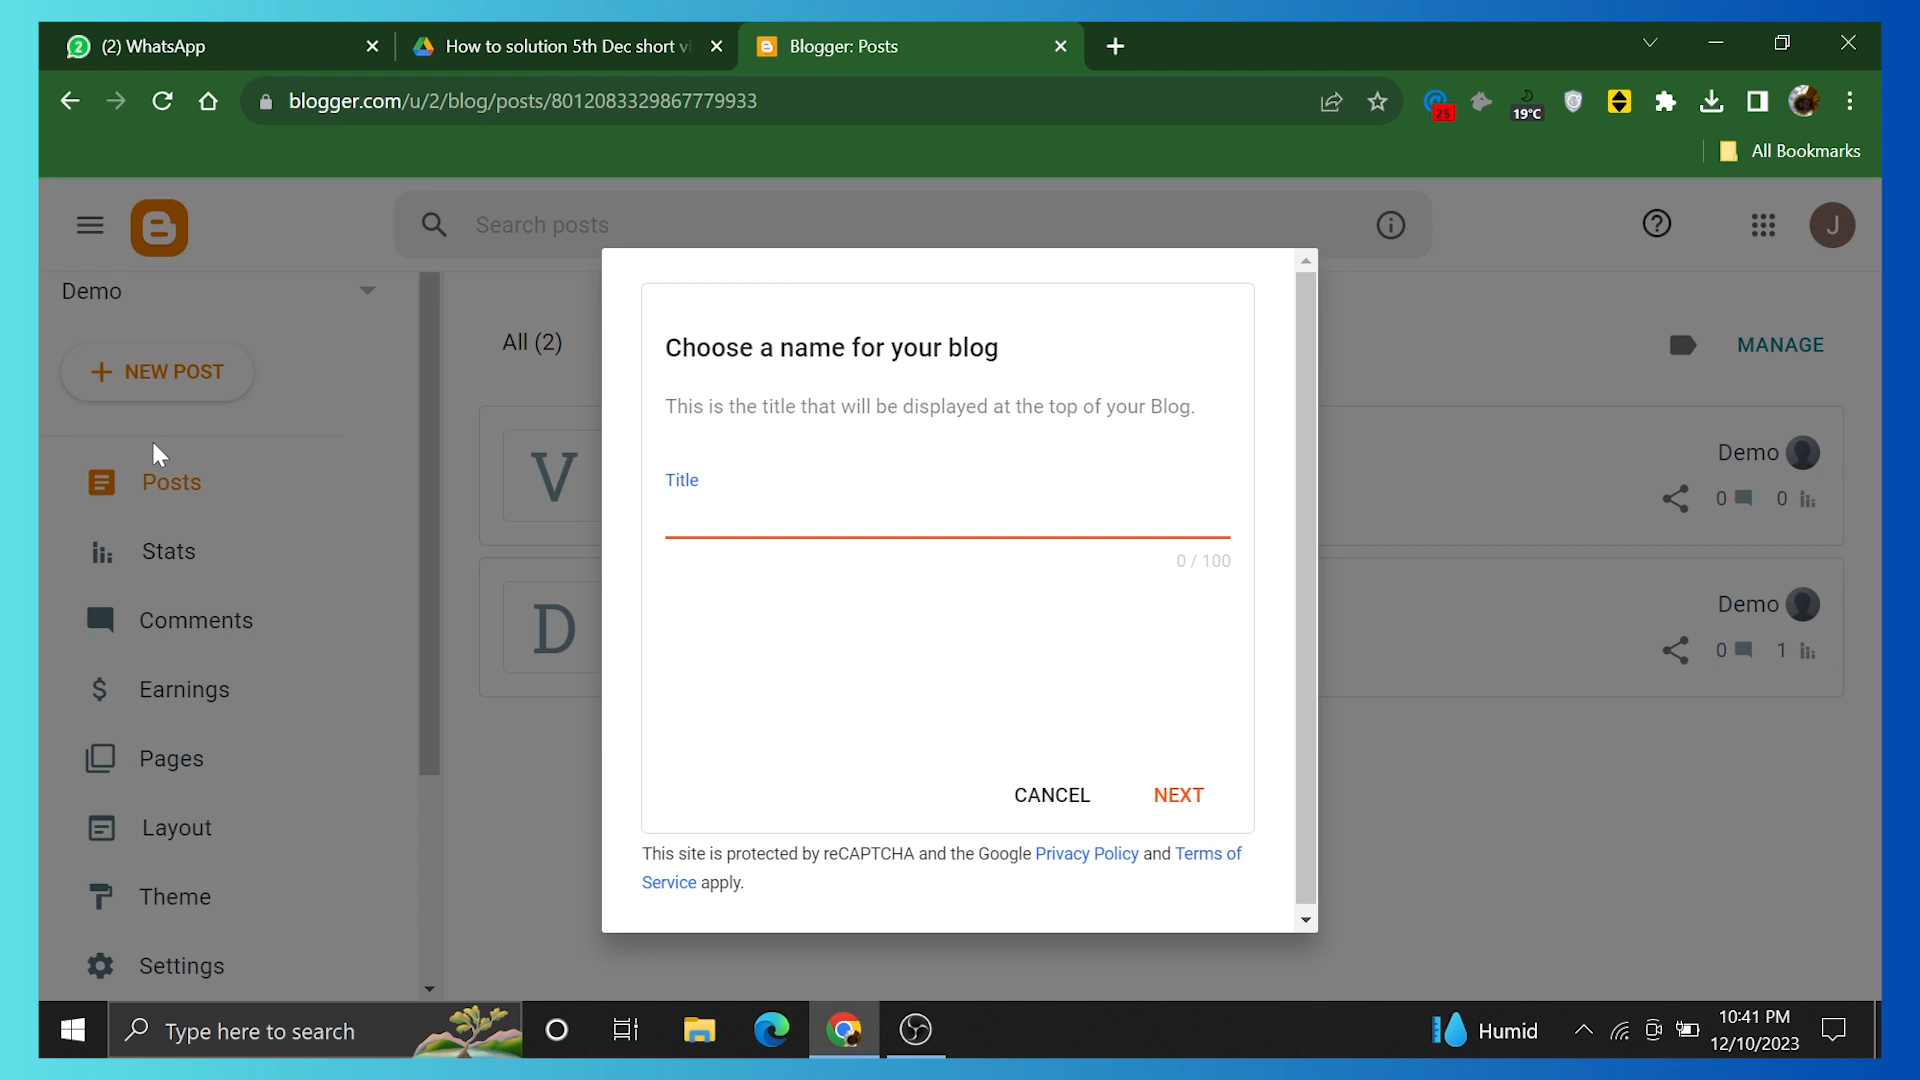 (2) WhatsApp
How to solution 5th Dec short vi
Blogger: Posts
blogger.com/u/2/blog/posts/8012083329867779933
25
19°C
All Bookmarks
Search posts
J
Demo
NEW POST
Posts
Stats
Comments
Earnings
Pages
Layout
Theme
Settings
All (2)
MANAGE
V
Demo
0
0
D
Demo
0
1
Choose a name for your blog
This is the title that will be displayed at the top of your Blog.
Title
0 / 100
CANCEL
NEXT
This site is protected by reCAPTCHA and the Google Privacy Policy and Terms of
Service apply.
Type here to search
Humid
10:41 PM
12/10/2023